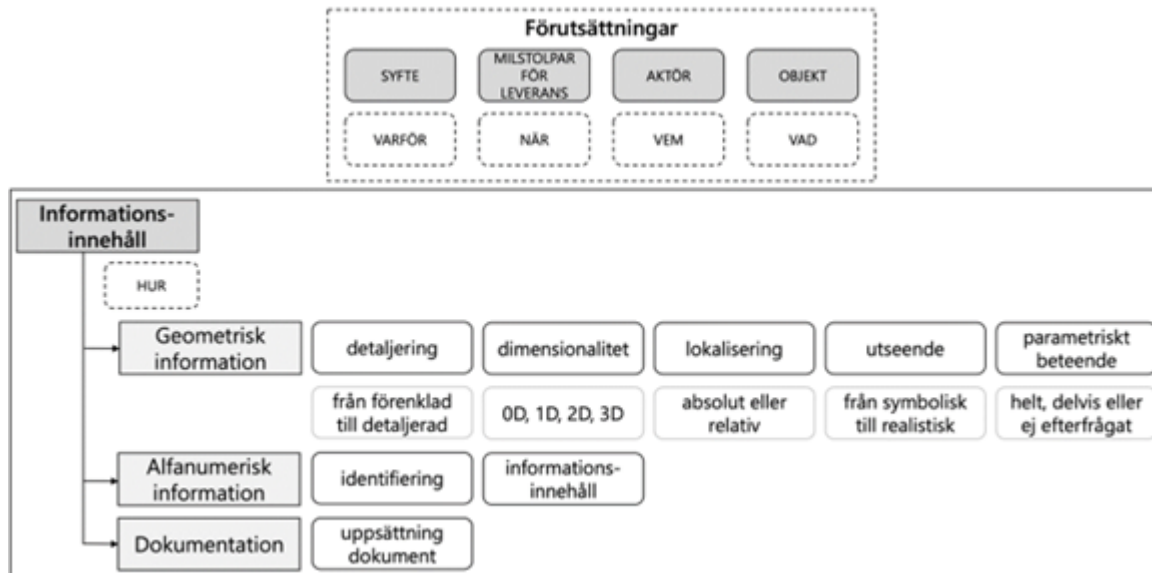 Förutsättningar
SYFTE
MILSTOLPAR
FÖR
LEVERANS
AKTÖR
OBJEKT
VARFÖR
NÄR
VEM
VAD
Informations-
innehåll
HUR
Geometrisk
information
detaljering
dimensionalitet
lokalisering
utseende
parametriskt
beteende
från förenklad
till detaljerad
0D, 1D, 2D, 3D
absolut eller
relativ
från symbolisk
till realistisk
helt, delvis eller
ej efterfrågat
Alfanumerisk
information
identifiering
informations-
innehåll
Dokumentation
uppsättning
dokument